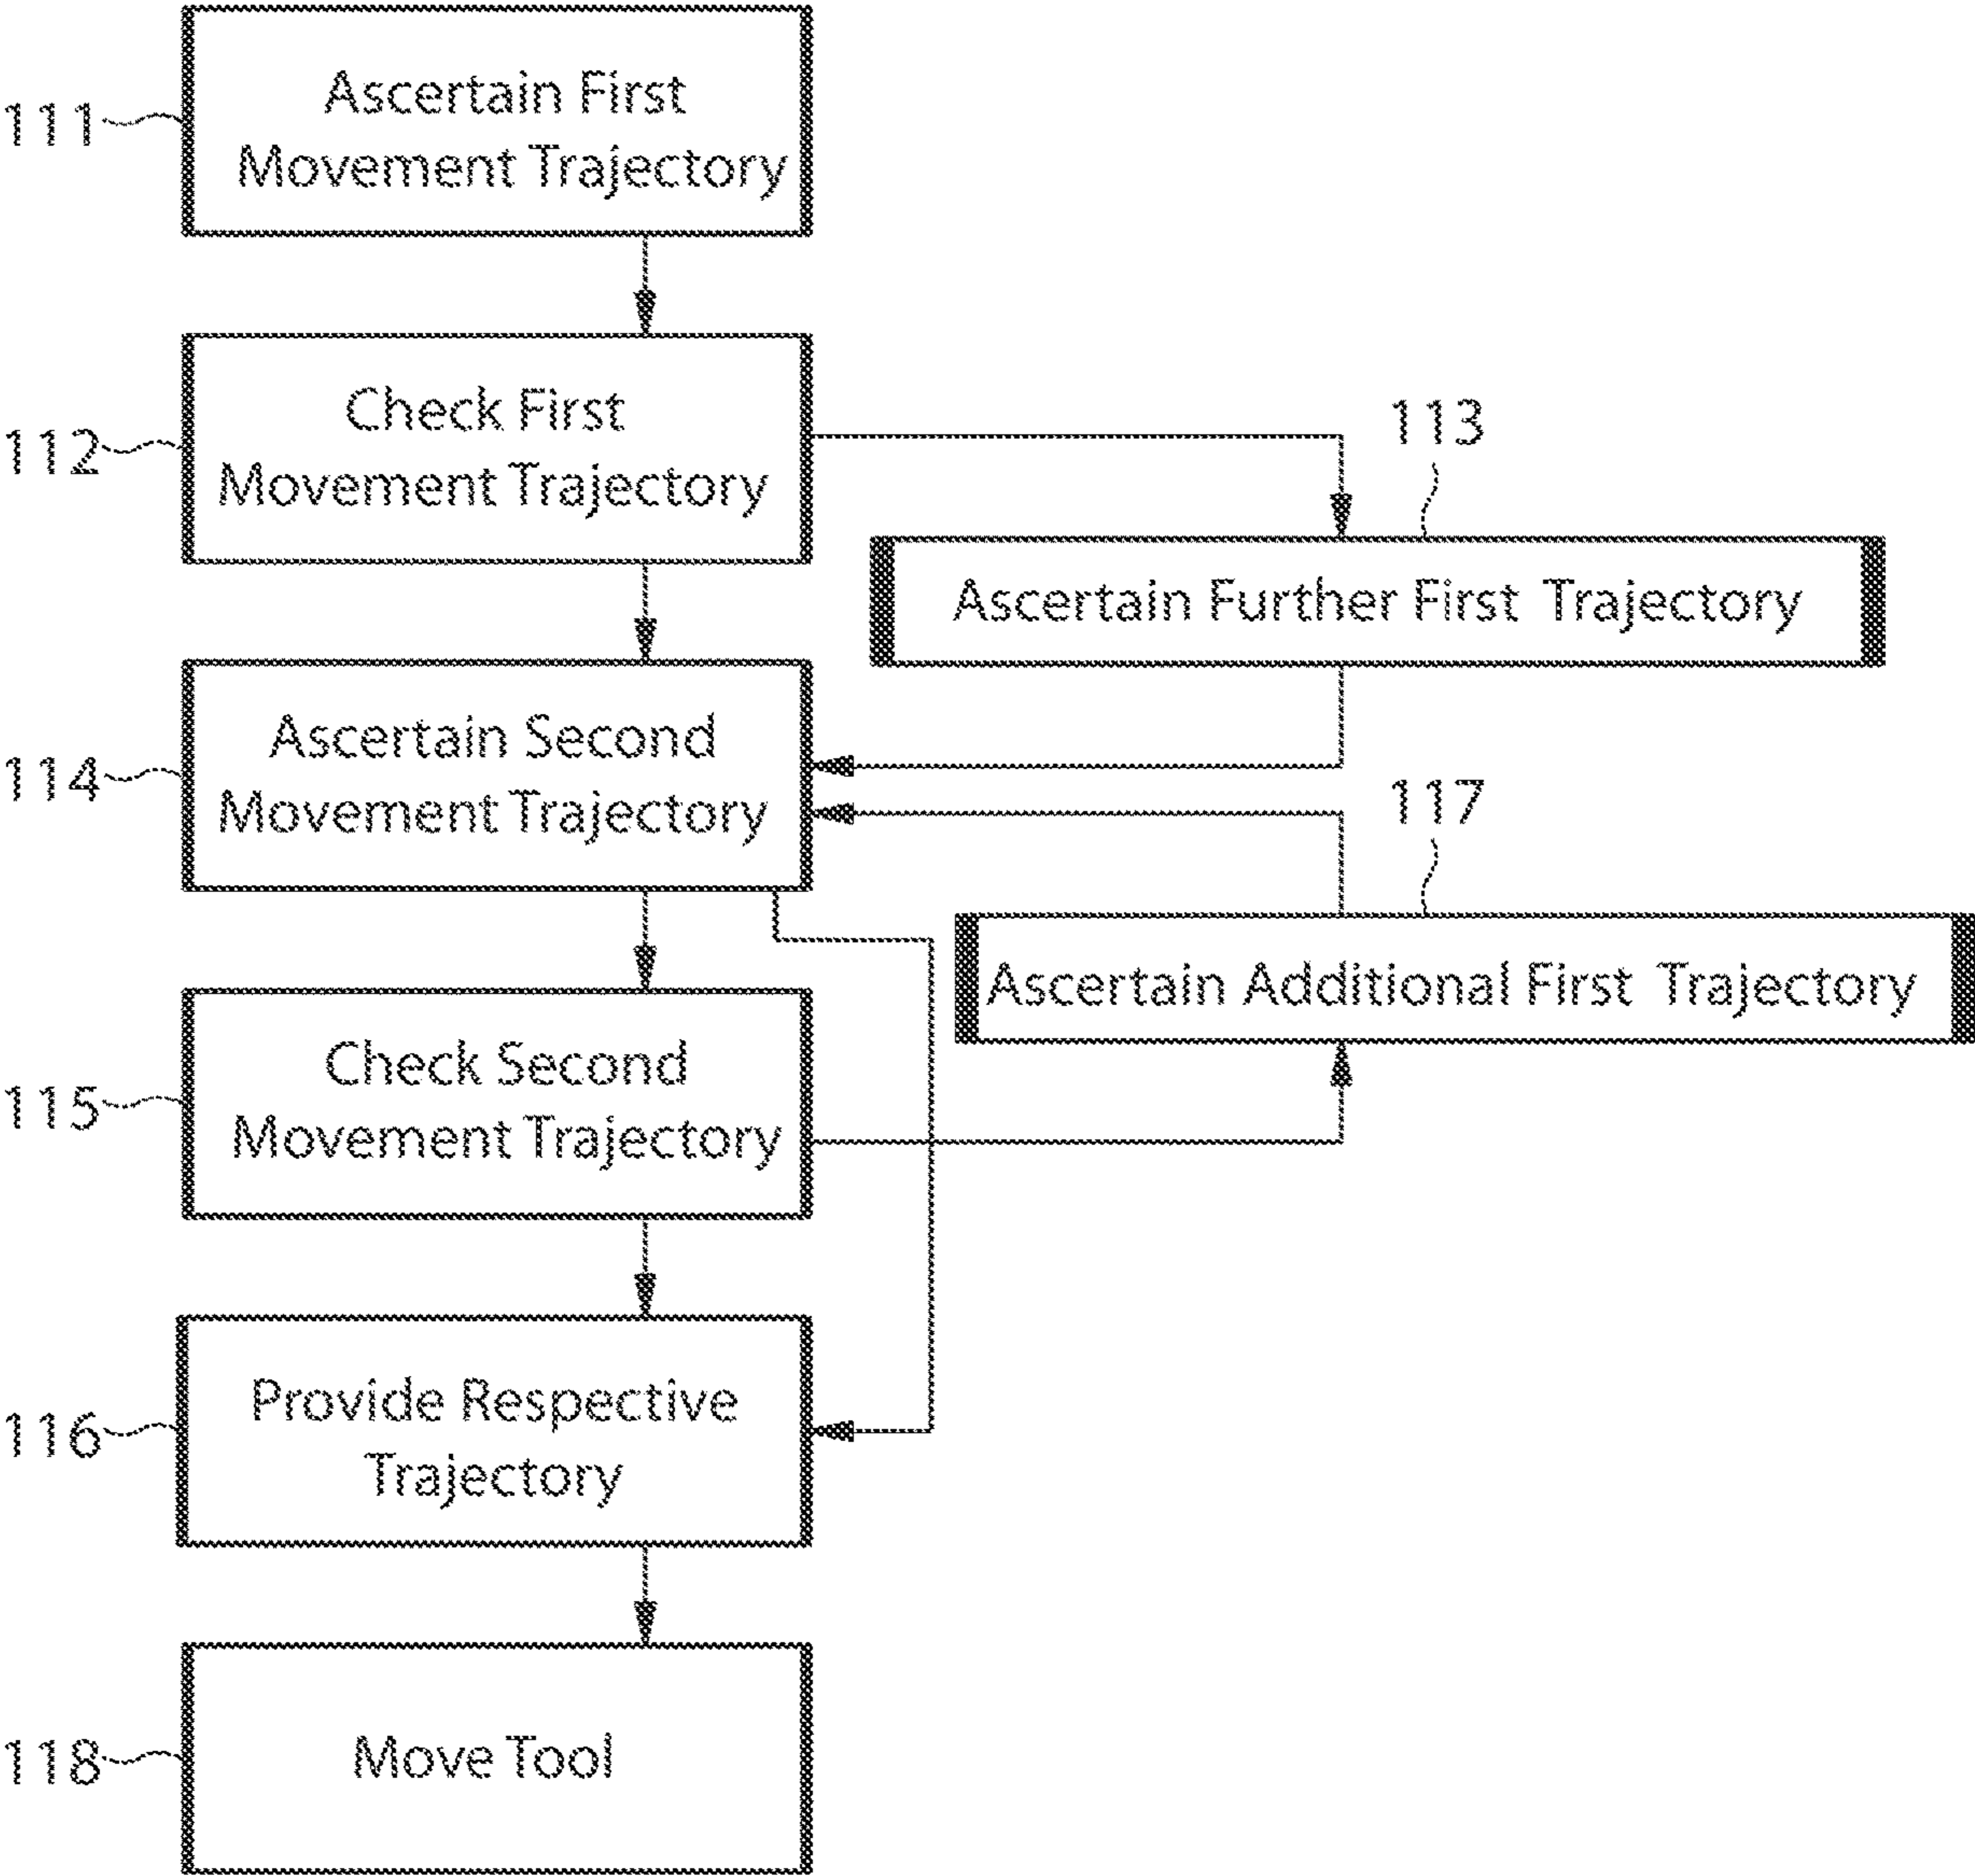 111
Ascertain First
Movement Trajectory
112
Check First
Movement Trajectory
113
Ascertain Further First Trajectory
114
Ascertain Second
Movement Trajectory
117
Ascertain Additional First Trajectory
115
Check Second
Movement Trajectory
116
Provide Respective
Trajectory
118
Move Tool